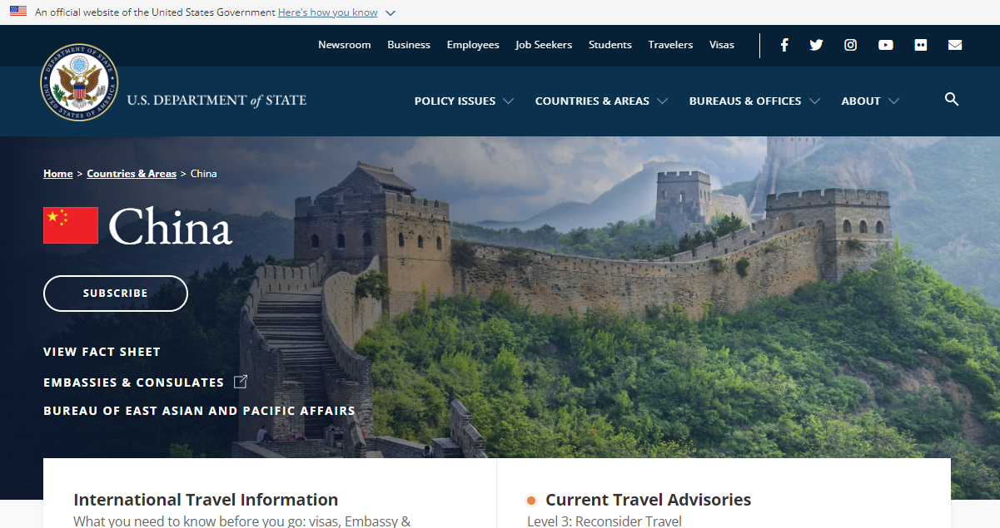 An official website of the United States Government Here's how you know
Newsroom Business Employees Job Seekers Students Travelers Visas
DEPARTMENT OF STATE
UNITED STATES OF AMERICA
U.S. DEPARTMENT of STATE
POLICY ISSUES COUNTRIES & AREAS BUREAUS & OFFICES ABOUT
Home > Countries & Areas > China
China
SUBSCRIBE
VIEW FACT SHEET
EMBASSIES & CONSULATES
BUREAU OF EAST ASIAN AND PACIFIC AFFAIRS
International Travel Information
What you need to know before you go: visas, Embassy &
Current Travel Advisories
Level 3: Reconsider Travel